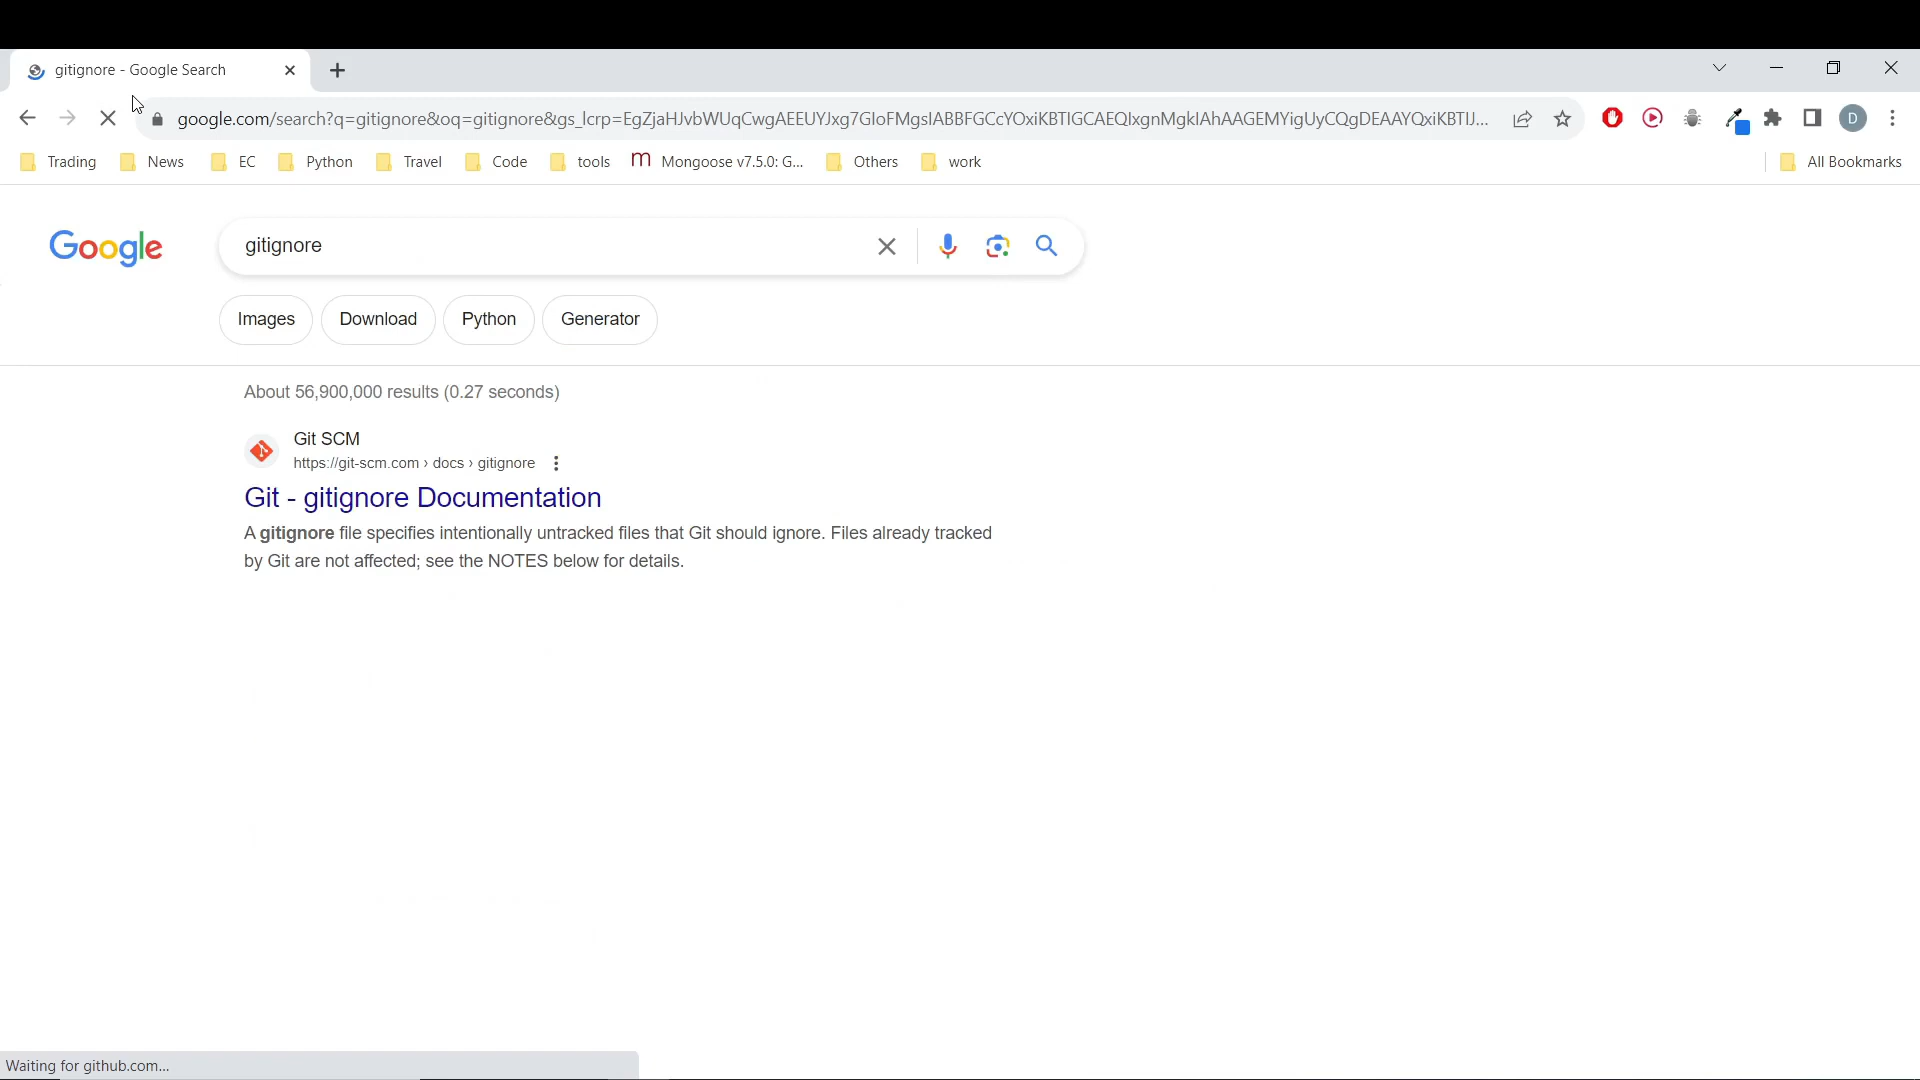 gitignore - Google Search
google.com/search?q=gitignore&oq=gitignore&gs_lcrp=EgZjaHJvbWUqCwgAEEUYJxg7GIoFMgsIABBFGCcYOxiKBTIGCAEQIxgnMgkIAhAAGEMYigUyCQgDEAAYQxiKBTIJ...
D
Trading News EC Python Travel Code tools Mongoose v7.5.0: G... Others work All Bookmarks
Google gitignore
Images Download Python Generator
About 56,900,000 results (0.27 seconds)
Git SCM
https://git-scm.com › docs › gitignore
Git - gitignore Documentation
A gitignore file specifies intentionally untracked files that Git should ignore. Files already tracked
by Git are not affected; see the NOTES below for details.
Waiting for github.com...